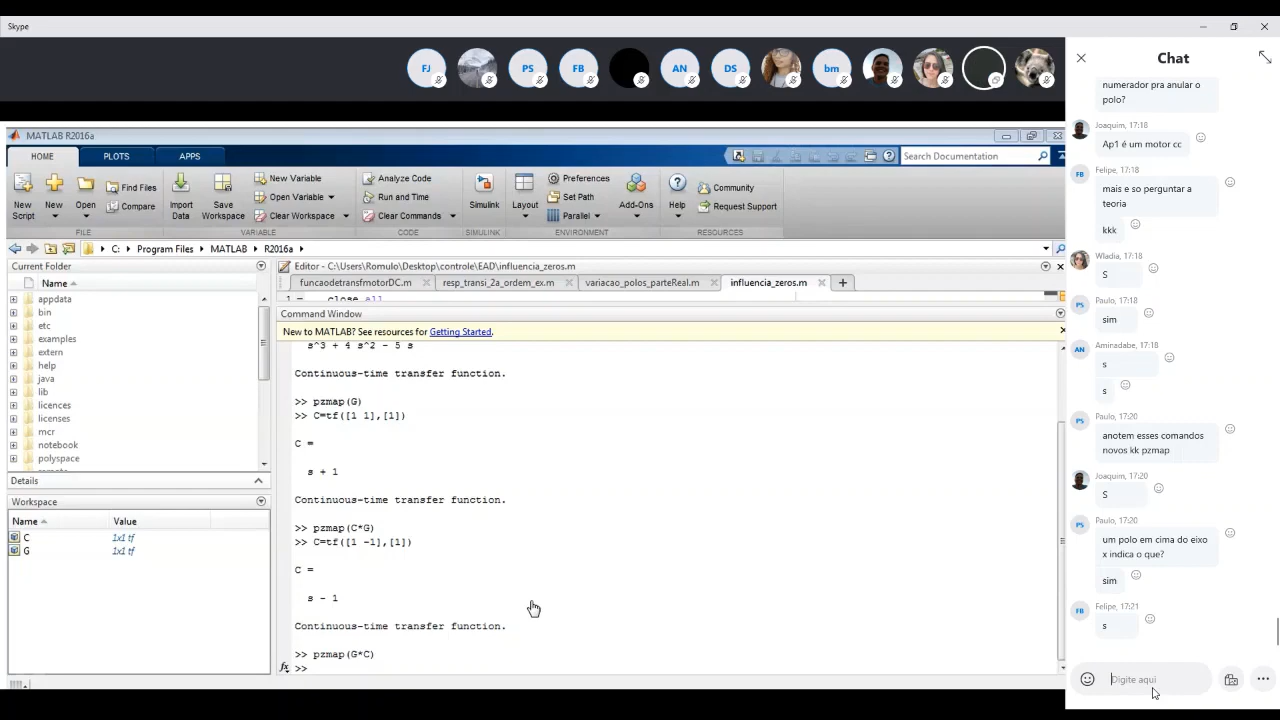 Skype
FJ
PS
FB
AN
DS
bm
MATLAB R2016a
HOME
PLOTS
APPS
Search Documentation
New Script
New
Open
Find Files
Compare
Import Data
Save Workspace
New Variable
Open Variable
Clear Workspace
Analyze Code
Run and Time
Clear Commands
Simulink
Layout
Preferences
Set Path
Parallel
Add-Ons
Help
Community
Request Support
FILE
VARIABLE
CODE
SIMULINK
ENVIRONMENT
RESOURCES
C: Program Files MATLAB R2016a
Current Folder
Name
appdata
bin
etc
examples
extern
help
java
lib
licences
licenses
mcr
notebook
polyspace
Details
Workspace
Name Value
C 1x1 tf
G 1x1 tf
Editor - C:\Users\Romulo\Desktop\controle\EAD\influencia_zeros.m
funcaodetransfmotorDC.m
resp_transi_2a_ordem_ex.m
variacao_polos_parteReal.m
influencia_zeros.m
1 - close all
Command Window
New to MATLAB? See resources for Getting Started.
s^3 + 4 s^2 - 5 s
Continuous-time transfer function.
>> pzmap(G)
>> C=tf([1 1],[1])
C =
s + 1
Continuous-time transfer function.
>> pzmap(C*G)
>> C=tf([1 -1],[1])
C =
s - 1
Continuous-time transfer function.
>> pzmap(G*C)
fx >>
Chat
numerador pra anular o
polo?
Joaquim, 17:18
Ap1 é um motor cc
Felipe, 17:18
FB
mais e so perguntar a
teoria
kkk
Wladia, 17:18
S
Paulo, 17:18
PS
sim
Aminadabe, 17:18
AN
s
s
Paulo, 17:20
PS
anotem esses comandos
novos kk pzmap
Joaquim, 17:20
S
Paulo, 17:20
PS
um polo em cima do eixo
x indica o que?
sim
Felipe, 17:21
FB
s
Digite aqui